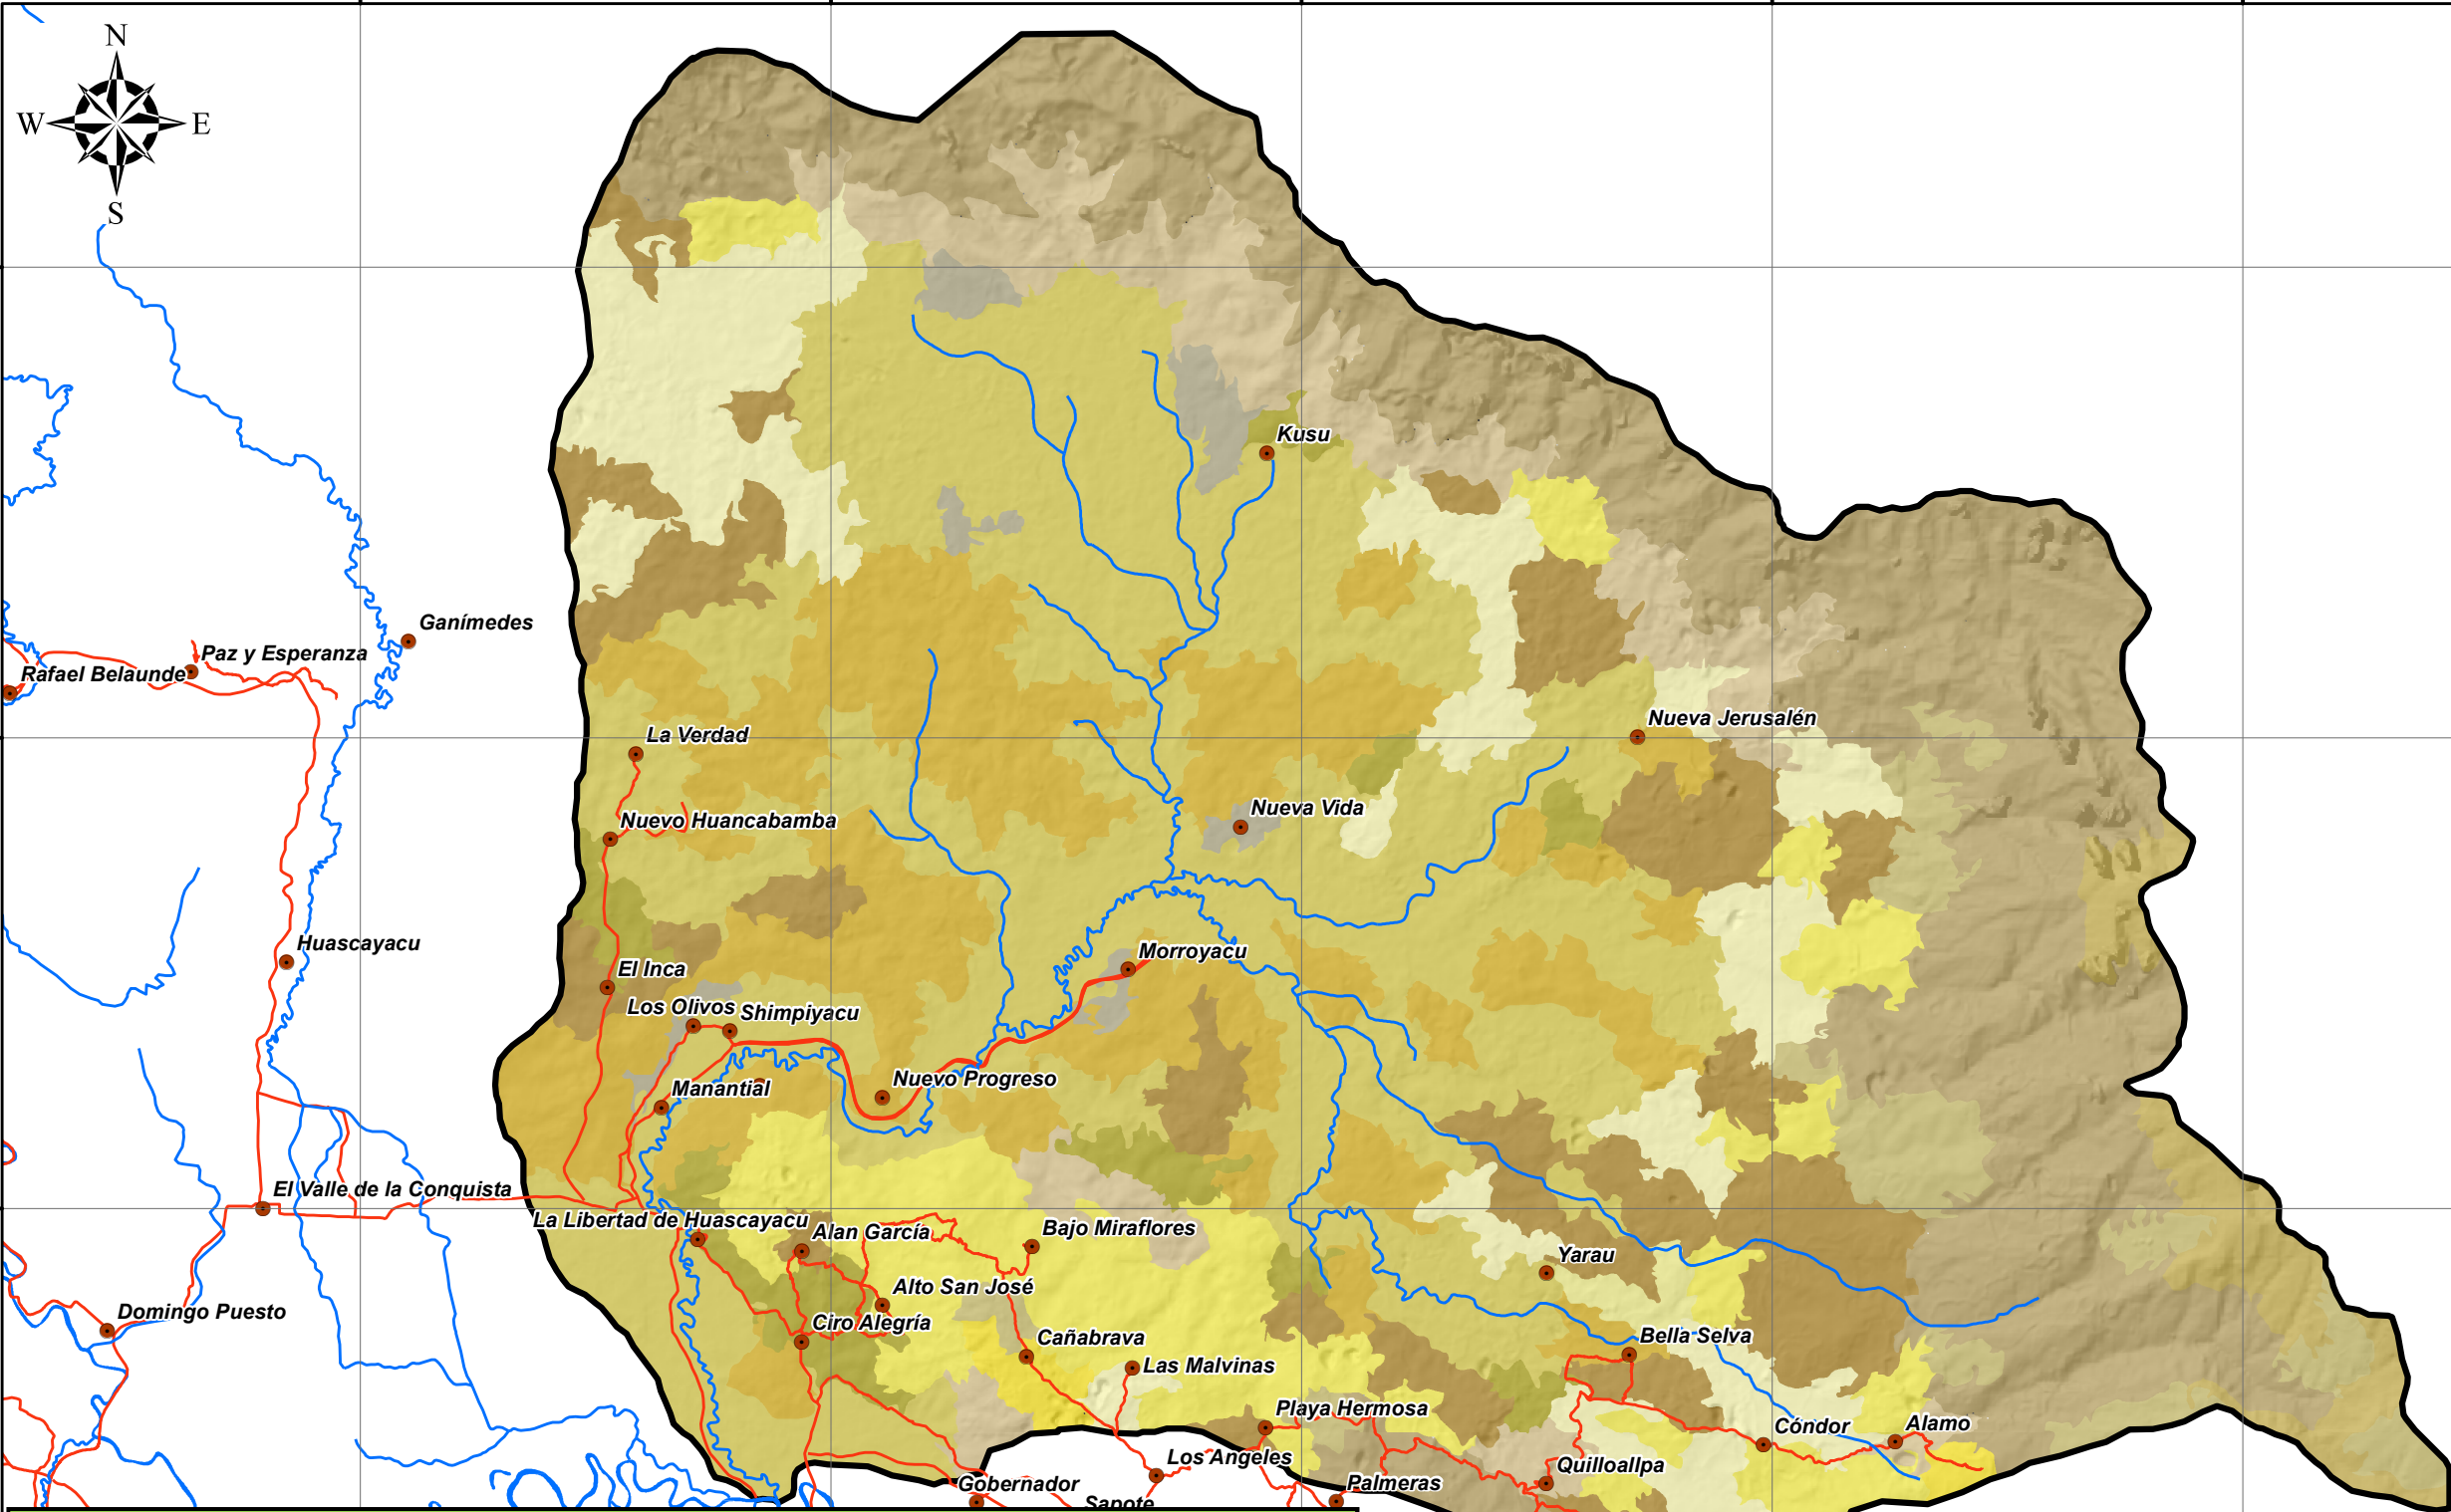 N
W E
S
Kusu
Ganímedes
Paz y Esperanza
Rafael Belaunde
Nueva Jerusalén
La Verdad
Nueva Vida
Nuevo Huancabamba
Huascayacu
Morroyacu
El Inca
Los Olivos
Shimpiyacu
Nuevo Progreso
Manantial
El Valle de la Conquista
La Libertad de Huascayacu
Alan García
Bajo Miraflores
Yarau
Alto San José
Domingo Puesto
Ciro Alegría
Cañabrava
Bella Selva
Las Malvinas
Playa Hermosa
Cóndor
Alamo
Los Angeles
Quilloallpa
Gobernador
Palmeras
Sapote